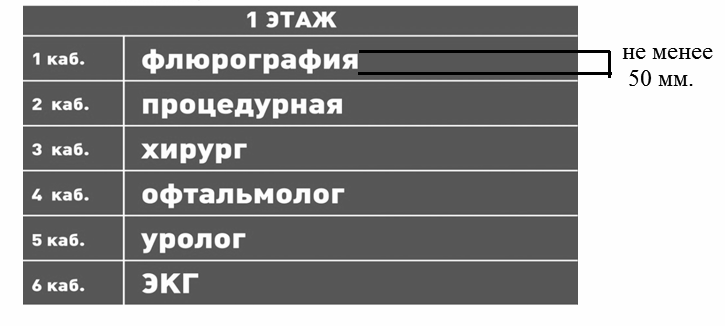 1 ЭТАЖ
1 каб. флюрография не менее
50 мм.
2 каб. процедурная
3 каб. хирург
4 каб. офтальмолог
5 каб. уролог
6 каб. ЭКГ